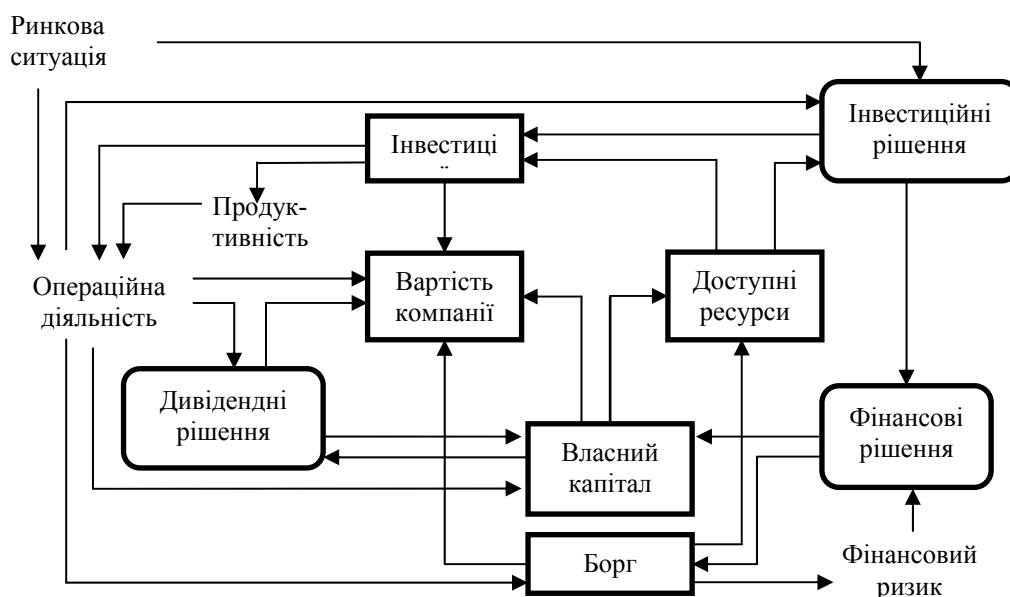 Ринкова
ситуація
Інвестиційні
рішення
Інвестиці
Продук-
тивність
Операційна
діяльність
Вартість
компанії
Доступні
ресурси
Дивідендні
рішення
Власний
капітал
Фінансові
рішення
Борг
Фінансовий
ризик